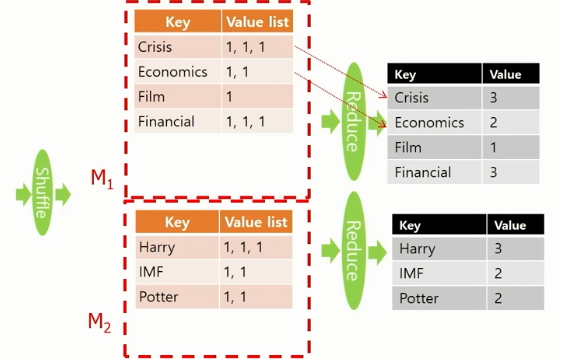 Key Value list
Crisis 1, 1, 1
Economics 1, 1
Film 1
Financial 1, 1, 1
Reduce
Key Value
Crisis 3
Economics 2
Film 1
Financial 3
Shuffle
M1
Key Value list
Harry 1, 1, 1
IMF 1, 1
Potter 1, 1
M2
Reduce
Key Value
Harry 3
IMF 2
Potter 2